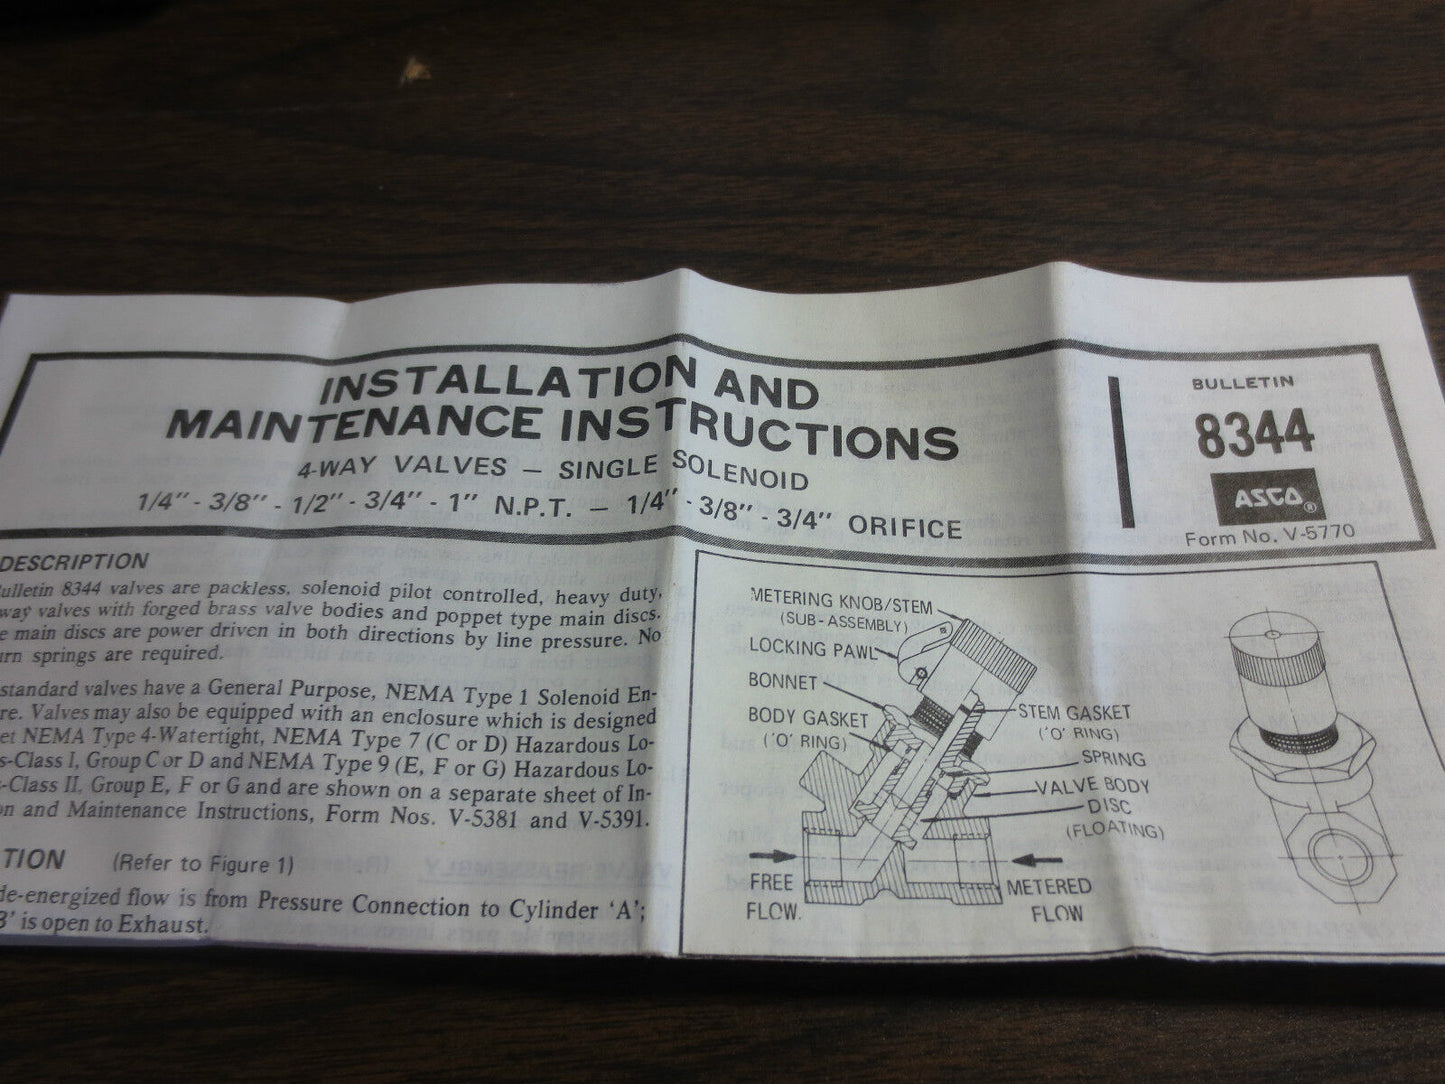 INSTALLATION AND
MAINTENANCE INSTRUCTIONS
4-WAY VALVES — SINGLE SOLENOID
1/4" - 3/8" - 1/2" - 3/4" - 1" N.P.T. — 1/4" - 3/8" - 3/4" ORIFICE
BULLETIN
8344
ASCO ®
Form No. V-5770
DESCRIPTION
ulletin 8344 valves are packless, solenoid pilot controlled, heavy duty,
way valves with forged brass valve bodies and poppet type main discs.
e main discs are power driven in both directions by line pressure. No
urn springs are required.
standard valves have a General Purpose, NEMA Type 1 Solenoid En-
re. Valves may also be equipped with an enclosure which is designed
et NEMA Type 4-Watertight, NEMA Type 7 (C or D) Hazardous Lo-
s-Class I, Group C or D and NEMA Type 9 (E, F or G) Hazardous Lo-
s-Class II, Group E, F or G and are shown on a separate sheet of In-
on and Maintenance Instructions, Form Nos. V-5381 and V-5391.
TION (Refer to Figure 1)
de-energized flow is from Pressure Connection to Cylinder 'A';
B' is open to Exhaust.
METERING KNOB/STEM
(SUB-ASSEMBLY)
LOCKING PAWL
BONNET
BODY GASKET
('O' RING)
STEM GASKET
('O' RING)
SPRING
VALVE BODY
DISC
(FLOATING)
FREE
FLOW.
METERED
FLOW